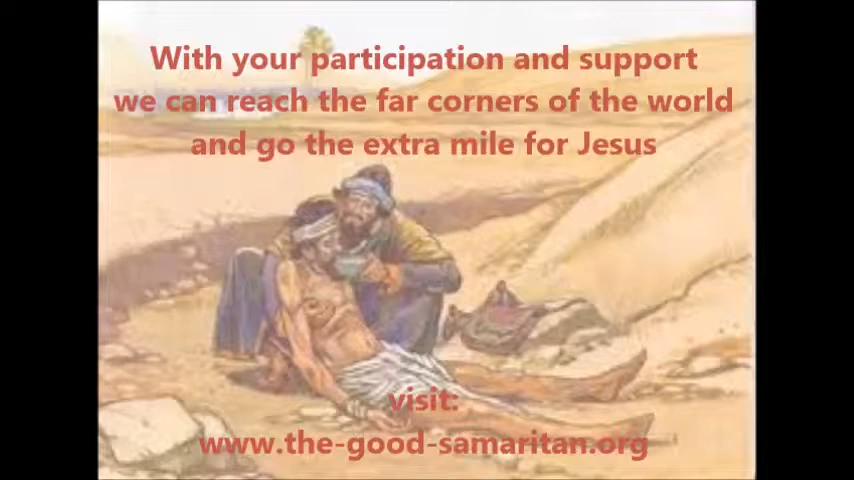 With your participation and support
we can reach the far corners of the world
and go the extra mile for Jesus
visit:
www.the-good-samaritan.org